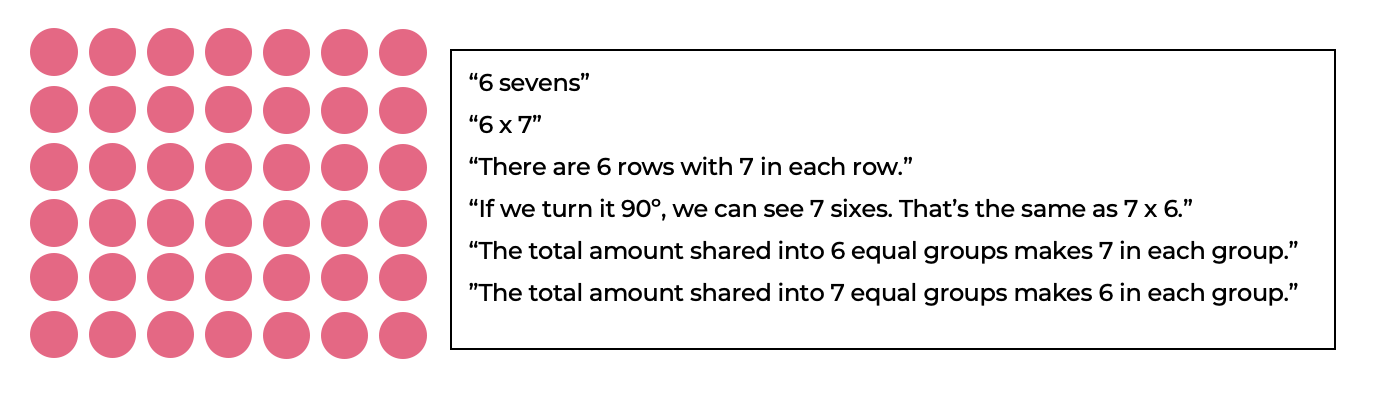 “6 sevens”
“6 x 7”
“There are 6 rows with 7 in each row.”
“If we turn it 90º, we can see 7 sixes. That’s the same as 7 x 6.”
“The total amount shared into 6 equal groups makes 7 in each group.”
”The total amount shared into 7 equal groups makes 6 in each group.”